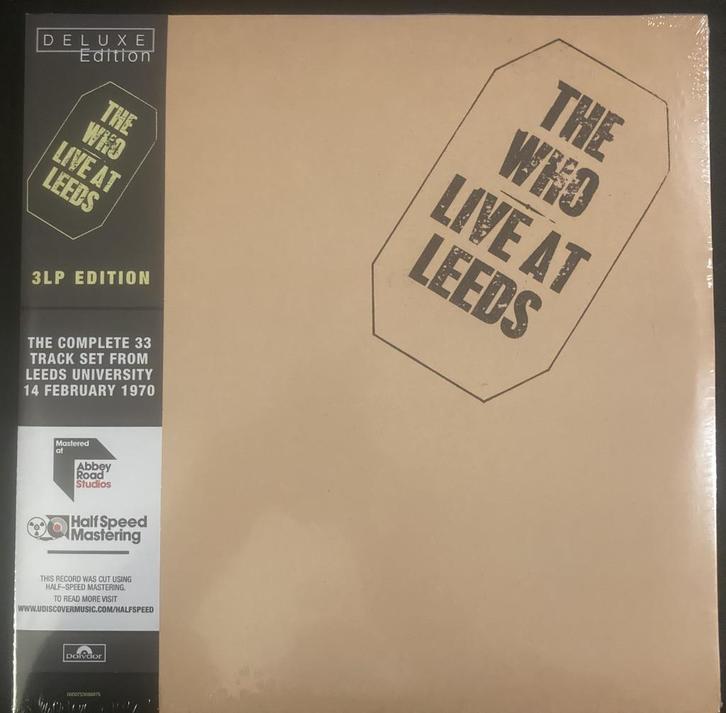 DELUXE
Edition
THE
WHO
LIVE AT
LEEDS
3LP EDITION
THE COMPLETE 33
TRACK SET FROM
LEEDS UNIVERSITY
14 FEBRUARY 1970
Mastered
at
Abbey
Road
Studios
Half Speed
Mastering
THIS RECORD WAS CUT USING
HALF-SPEED MASTERING.
TO READ MORE VISIT
WWW.UDISCOVERMUSIC.COM/HALFSPEED
Polydor
THE
WHO
LIVE AT
LEEDS